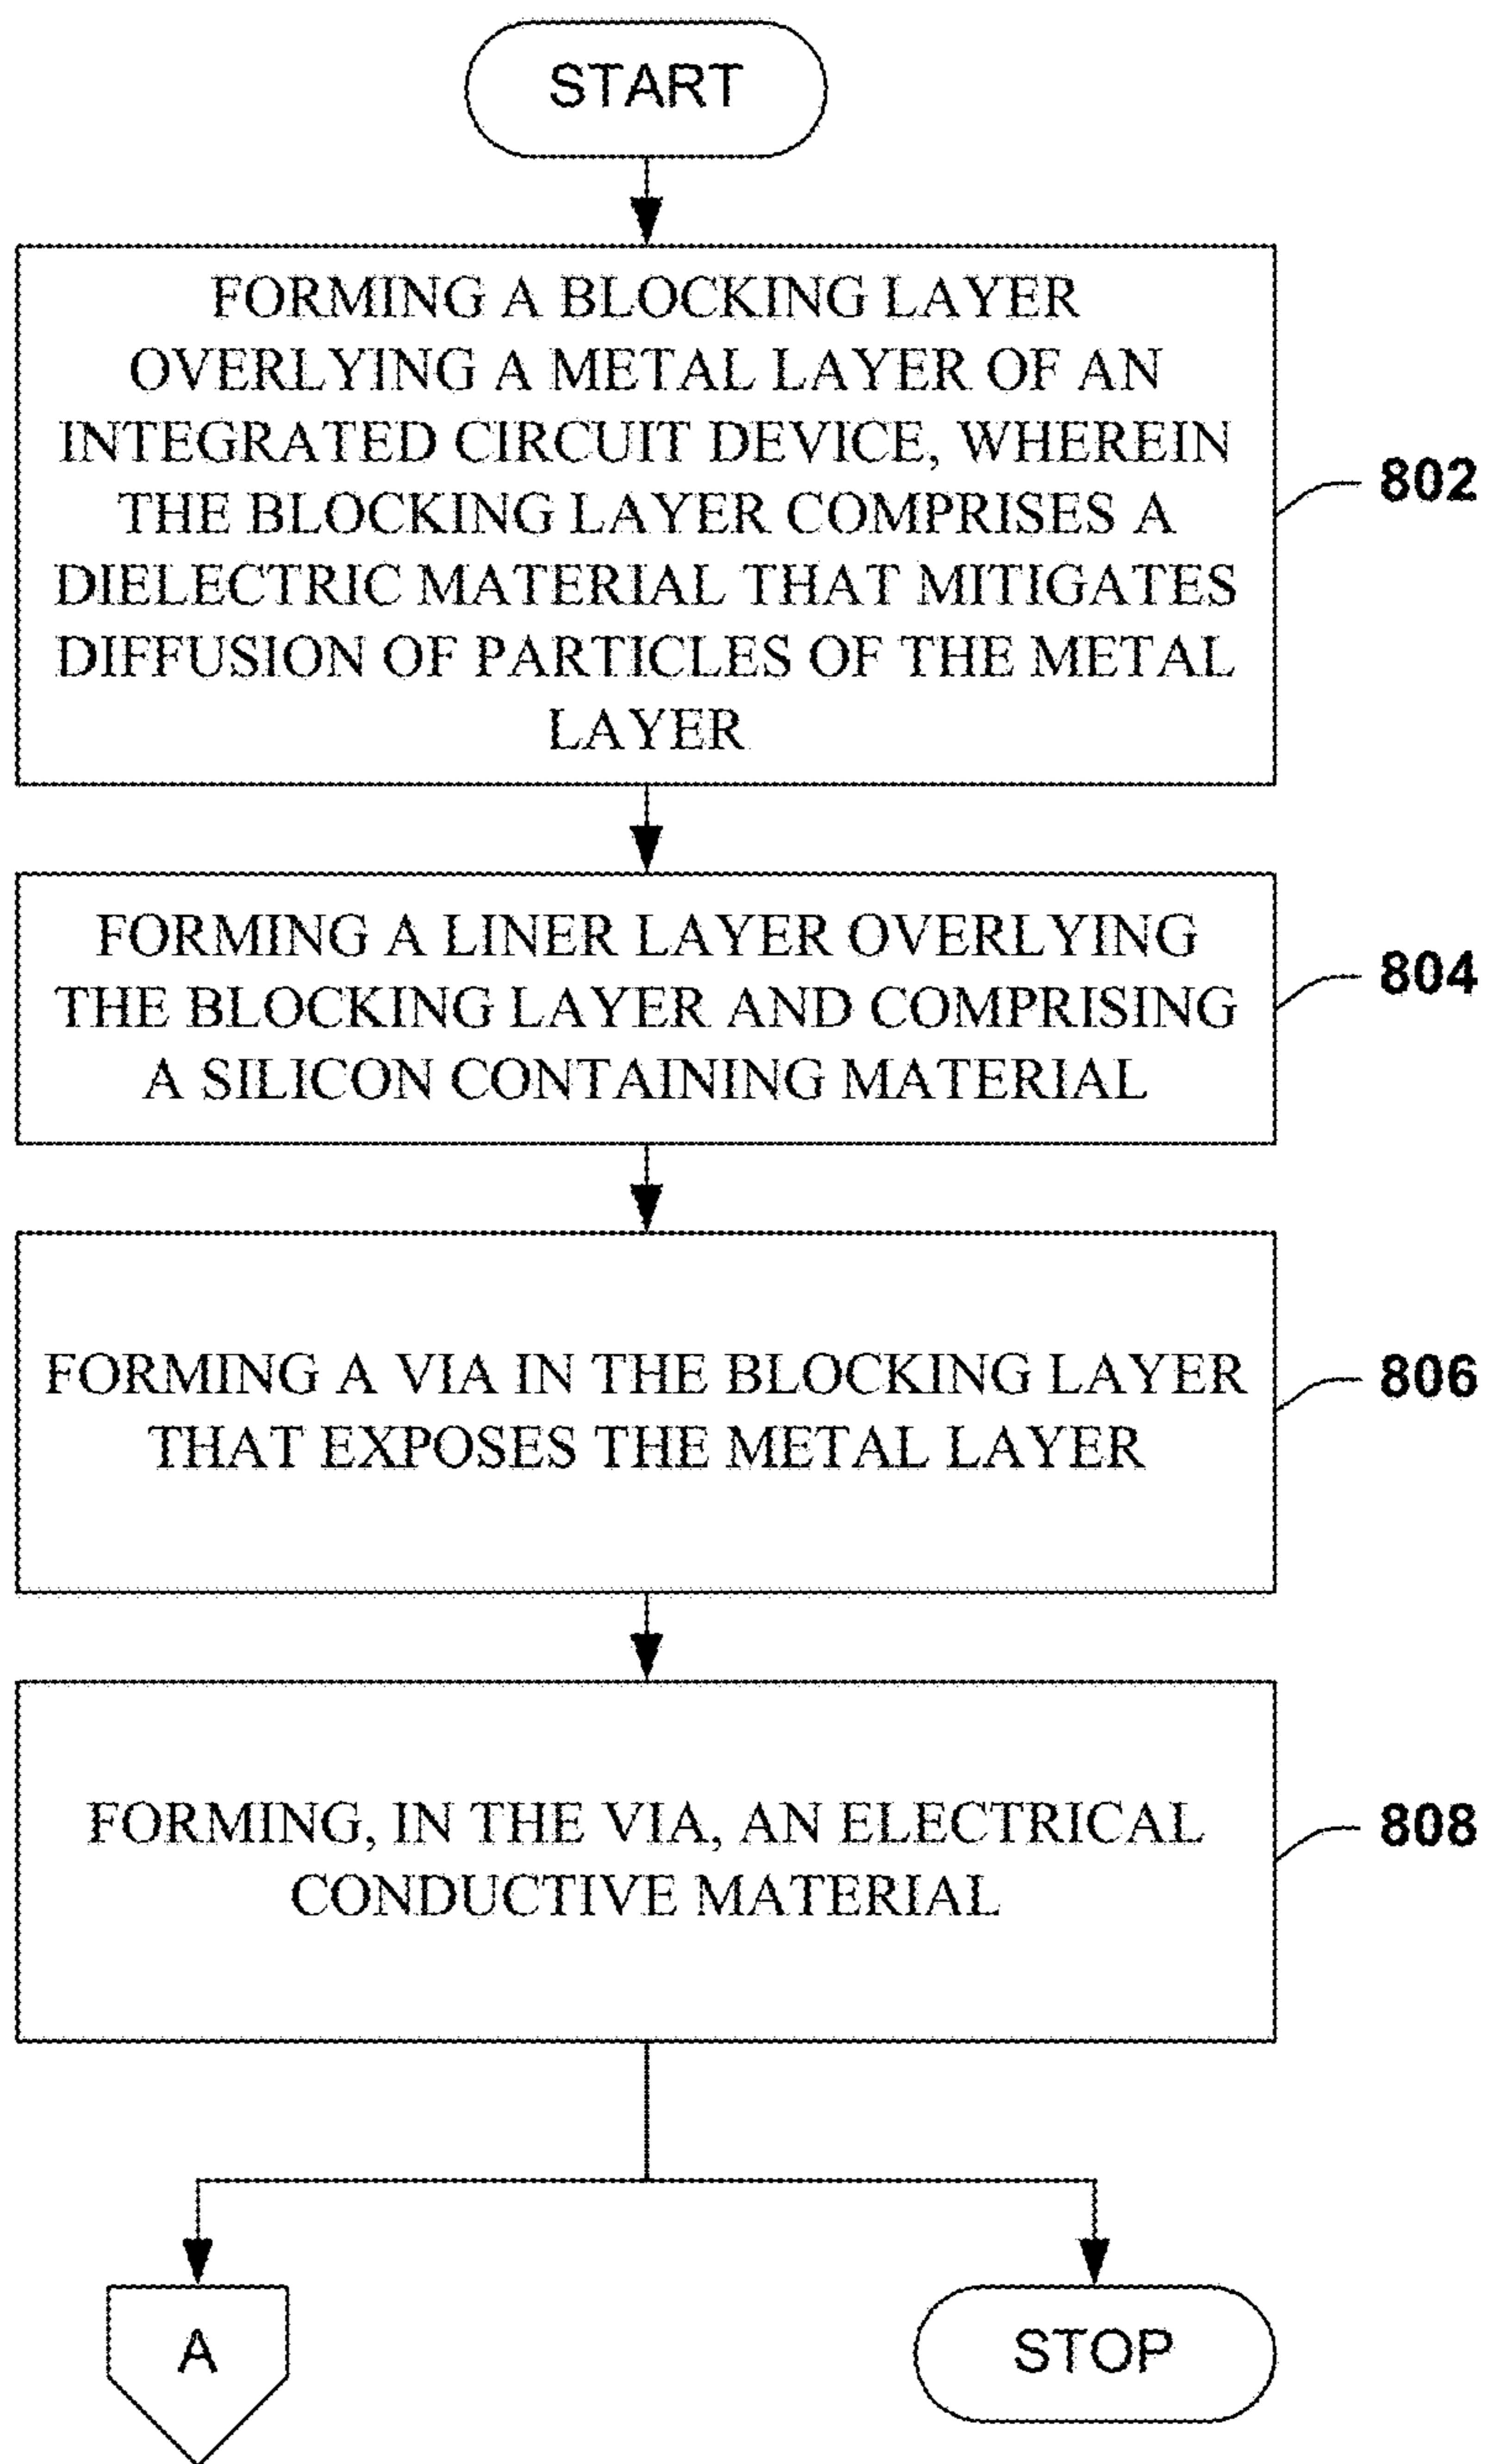 START
FORMING A BLOCKING LAYER
OVERLYING A METAL LAYER OF AN
INTEGRATED CIRCUIT DEVICE, WHEREIN
THE BLOCKING LAYER COMPRISES A
DIELECTRIC MATERIAL THAT MITIGATES
DIFFUSION OF PARTICLES OF THE METAL
LAYER
802
FORMING A LINER LAYER OVERLYING
THE BLOCKING LAYER AND COMPRISING
A SILICON CONTAINING MATERIAL
804
FORMING A VIA IN THE BLOCKING LAYER
THAT EXPOSES THE METAL LAYER
806
FORMING, IN THE VIA, AN ELECTRICAL
CONDUCTIVE MATERIAL
808
A
STOP